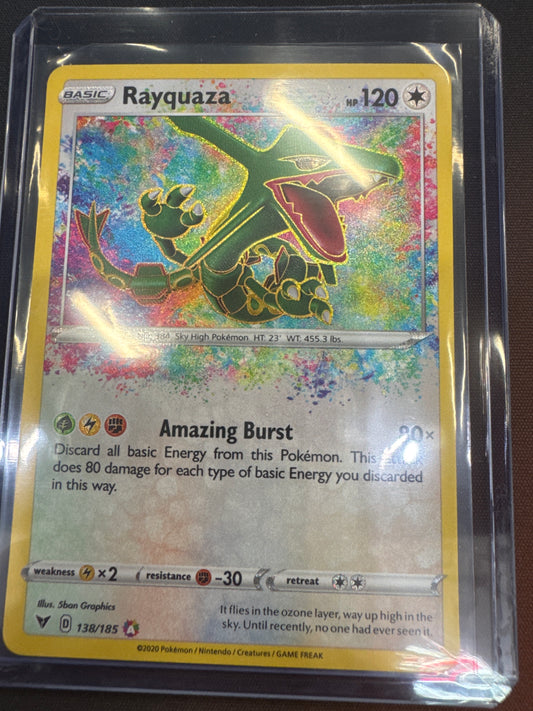 BASIC Rayquaza HP 120
384 Sky High Pokémon HT: 23' WT: 455.3 lbs.
Amazing Burst 80×
Discard all basic Energy from this Pokémon. This
does 80 damage for each type of basic Energy you discarded
in this way.
weakness ×2 resistance -30 retreat
Illus. 5ban Graphics
It flies in the ozone layer, way up high in the
sky. Until recently, no one had ever seen it.
D 138/185
©2020 Pokémon / Nintendo / Creatures / GAME FREAK